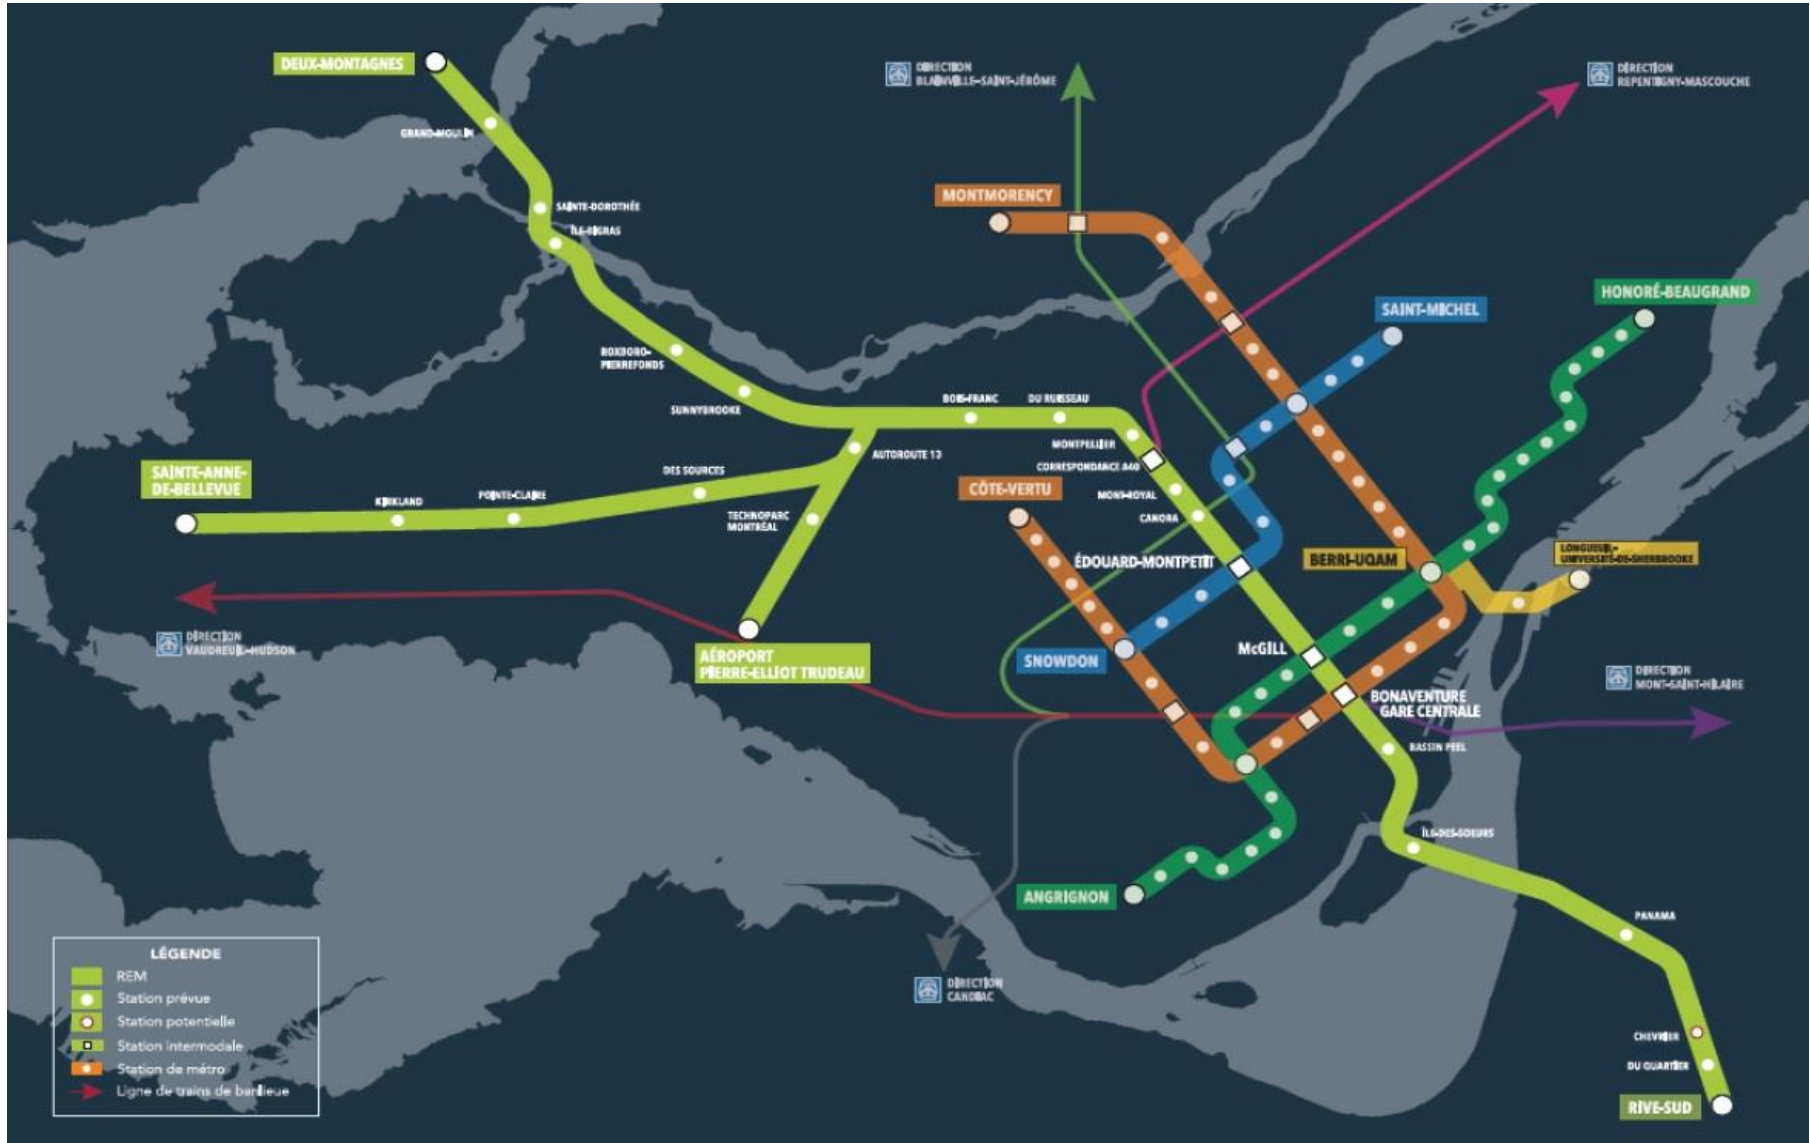 DEUX-MONTAGNES
DIRECTION
BLAINVILLE–SAINT-JÉRÔME
DIRECTION
REPENTIGNY-MASCOUCHE
GRAND-MOULIN
MONTMORENCY
SAINTE-DOROTHÉE
ÎLE-BIGRAS
HONORÉ-BEAUGRAND
SAINT-MICHEL
ROXBORO-
PIERREFONDS
SUNNYBROOKE
BOIS-FRANC
DU RUISSEAU
MONTPELLIER
AUTOROUTE 13
CORRESPONDANCE A40
SAINTE-ANNE-
DE-BELLEVUE
DES SOURCES
KIRKLAND
POINTE-CLAIRE
CÔTE-VERTU
MONT-ROYAL
TECHNOPARC
MONTRÉAL
CANORA
ÉDOUARD-MONTPETIT
BERRI-UQAM
LONGUEUIL–
UNIVERSITÉ-DE-SHERBROOKE
DIRECTION
VAUDREUIL-HUDSON
AÉROPORT
PIERRE-ELLIOT TRUDEAU
SNOWDON
McGILL
DIRECTION
MONT-SAINT-HILAIRE
BONAVENTURE
GARE CENTRALE
BASSIN PEEL
ÎLE-DES-SOEURS
ANGRIGNON
PANAMA
DIRECTION
CANDIAC
CHEVRIER
DU QUARTIER
RIVE-SUD
LÉGENDE
REM
Station prévue
Station potentielle
Station intermodale
Station de métro
Ligne de trains de banlieue